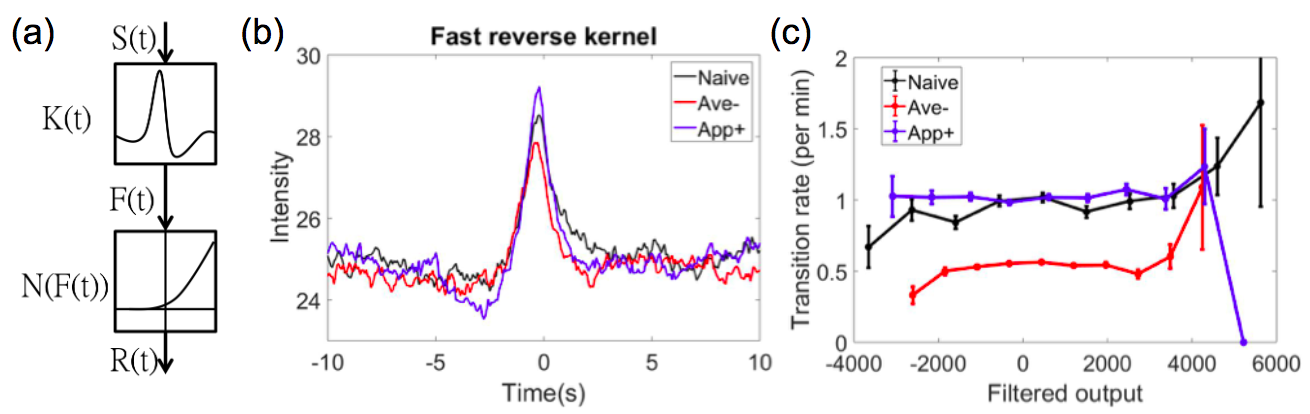 (a)
S(t)
K(t)
F(t)
N(F(t))
R(t)
(b)
Fast reverse kernel
Intensity
30
28
26
24
-10
-5
0
5
10
Time(s)
Naive
Ave-
App+
(c)
Transition rate (per min)
2
1.5
1
0.5
0
-4000
-2000
0
2000
4000
6000
Filtered output
Naive
Ave-
App+